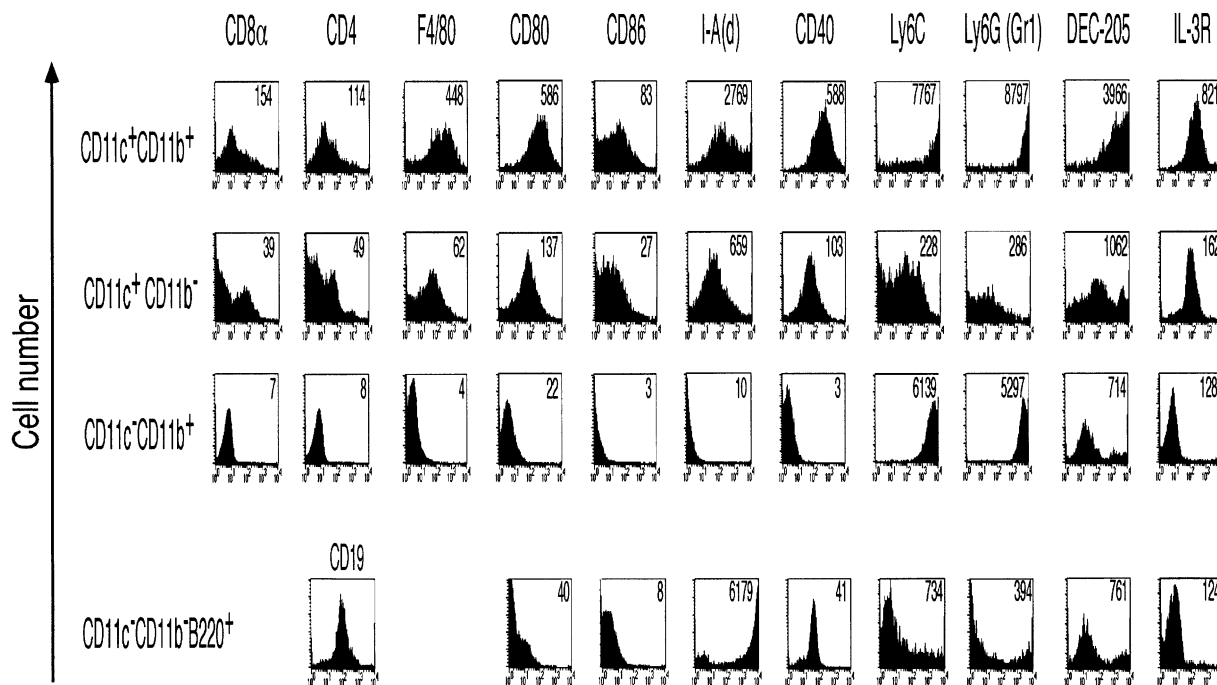 CD8α CD4 F4/80 CD80 CD86 I-A(d) CD40 Ly6C Ly6G (Gr1) DEC-205 IL-3R
Cell number
CD11c⁺CD11b⁺ 154 114 448 586 83 2769 588 7767 8797 3966 821
CD11c⁺CD11b⁻ 39 49 62 137 27 659 103 228 286 1062 162
CD11c⁻CD11b⁺ 7 8 4 22 3 10 3 6139 5297 714 128
CD19
CD11c⁻CD11b⁻B220⁺ 40 8 6179 41 734 394 761 124